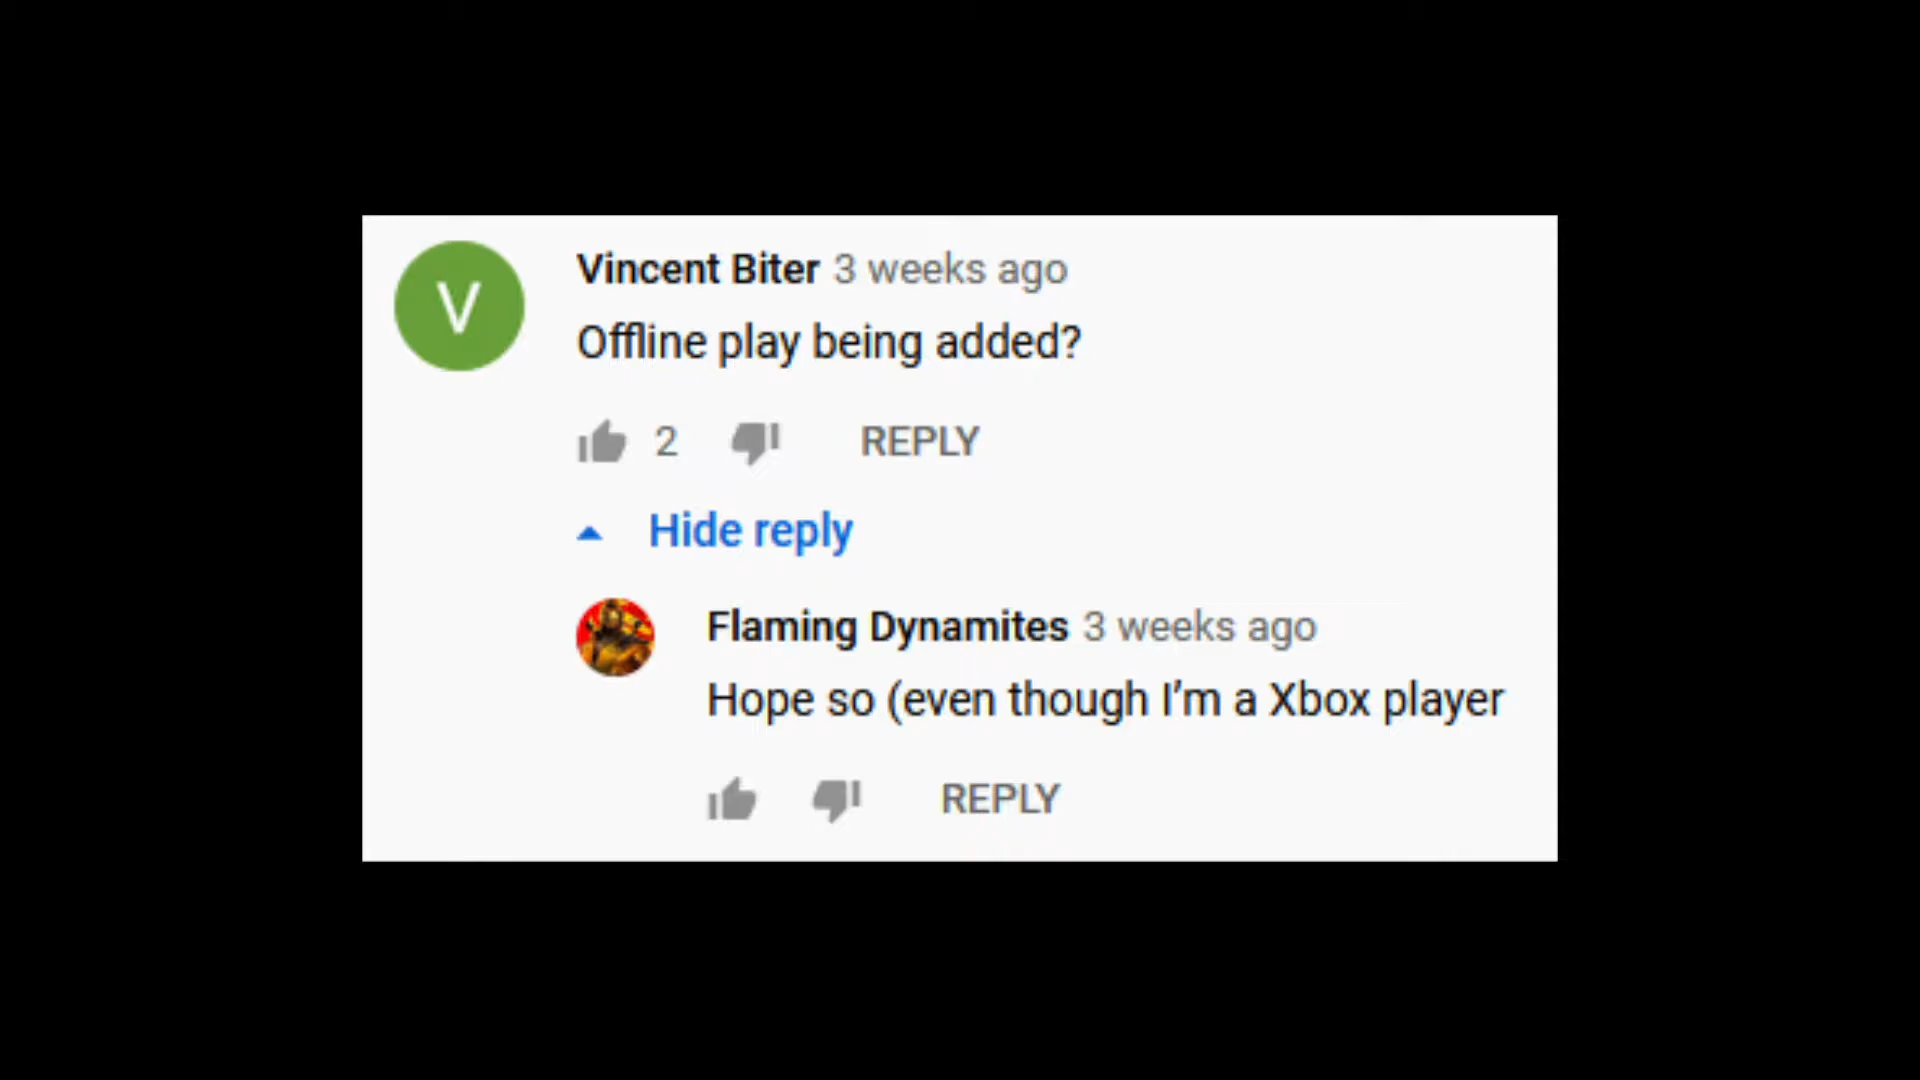 V
Vincent Biter 3 weeks ago
Offline play being added?
2 REPLY
Hide reply
Flaming Dynamites 3 weeks ago
Hope so (even though I'm a Xbox player
REPLY